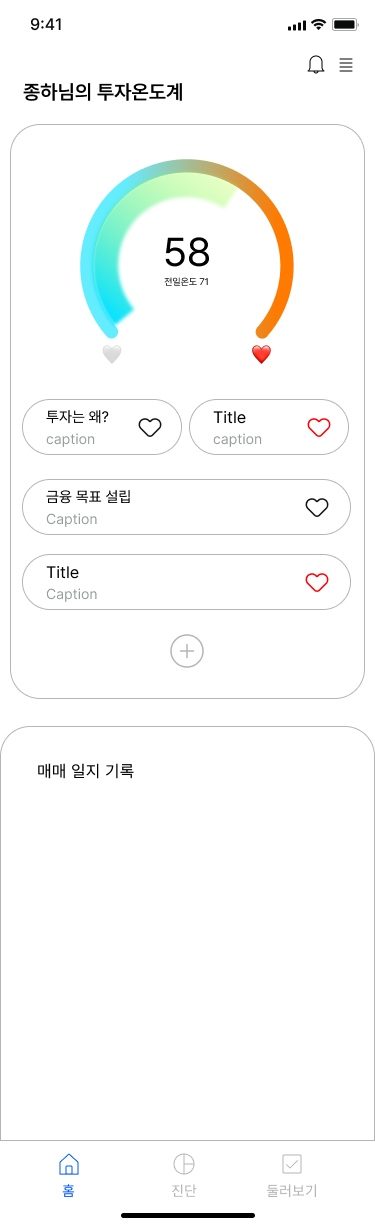 9:41
종하님의 투자온도계
58
전일온도 71
투자는 왜?
caption
Title
caption
금융 목표 설립
Caption
Title
Caption
매매 일지 기록
홈
진단
둘러보기